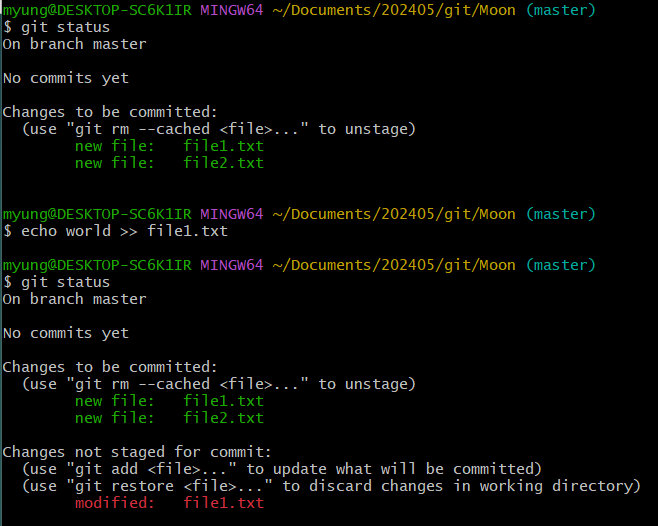 myung@DESKTOP-SC6K1IR MINGW64 ~/Documents/202405/git/Moon (master)
$ git status
On branch master
No commits yet
Changes to be committed:
(use "git rm --cached <file>..." to unstage)
new file: file1.txt
new file: file2.txt
myung@DESKTOP-SC6K1IR MINGW64 ~/Documents/202405/git/Moon (master)
$ echo world >> file1.txt
myung@DESKTOP-SC6K1IR MINGW64 ~/Documents/202405/git/Moon (master)
$ git status
On branch master
No commits yet
Changes to be committed:
(use "git rm --cached <file>..." to unstage)
new file: file1.txt
new file: file2.txt
Changes not staged for commit:
(use "git add <file>..." to update what will be committed)
(use "git restore <file>..." to discard changes in working directory)
modified: file1.txt